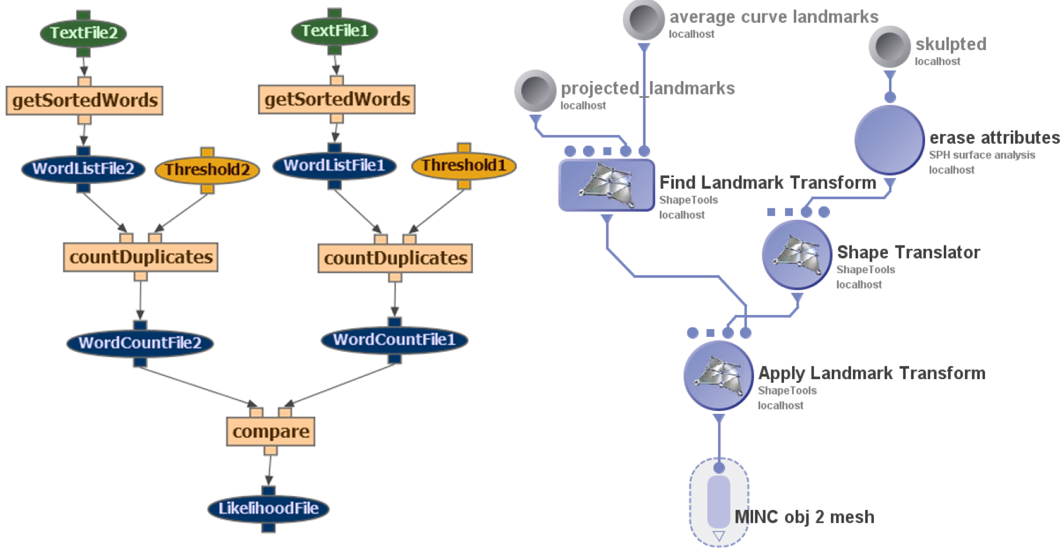 TextFile2
TextFile1
getSortedWords
getSortedWords
WordListFile2
Threshold2
WordListFile1
Threshold1
countDuplicates
countDuplicates
WordCountFile2
WordCountFile1
compare
LikelihoodFile
average curve landmarks
localhost
skulpted
localhost
projected_landmarks
localhost
erase attributes
SPH surface analysis
localhost
Find Landmark Transform
ShapeTools
localhost
Shape Translator
ShapeTools
localhost
Apply Landmark Transform
ShapeTools
localhost
MINC obj 2 mesh